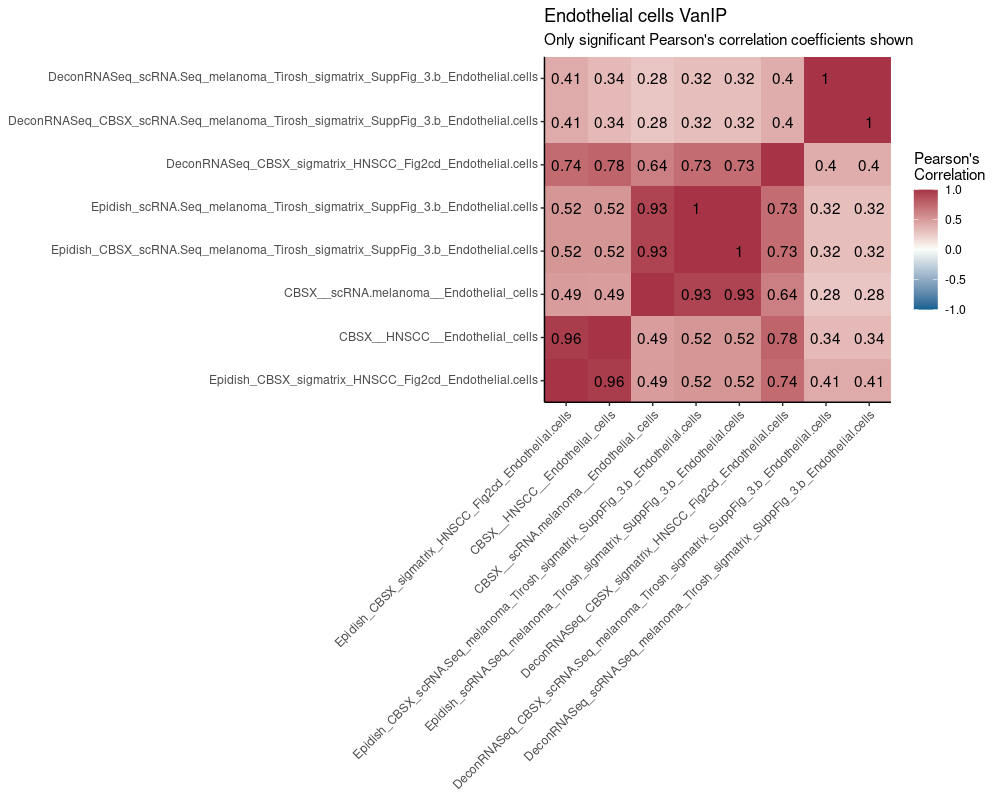 Endothelial cells VanIP
Only significant Pearson's correlation coefficients shown
DeconRNASeq_scRNA.Seq_melanoma_Tirosh_sigmatrix_SuppFig_3.b_Endothelial.cells 0.41 0.34 0.28 0.32 0.32 0.4 1
DeconRNASeq_CBSX_scRNA.Seq_melanoma_Tirosh_sigmatrix_SuppFig_3.b_Endothelial.cells 0.41 0.34 0.28 0.32 0.32 0.4 1
DeconRNASeq_CBSX_sigmatrix_HNSCC_Fig2cd_Endothelial.cells 0.74 0.78 0.64 0.73 0.73 0.4 0.4
Epidish_scRNA.Seq_melanoma_Tirosh_sigmatrix_SuppFig_3.b_Endothelial.cells 0.52 0.52 0.93 1 0.73 0.32 0.32
Epidish_CBSX_scRNA.Seq_melanoma_Tirosh_sigmatrix_SuppFig_3.b_Endothelial.cells 0.52 0.52 0.93 1 0.73 0.32 0.32
CBSX__scRNA.melanoma__Endothelial_cells 0.49 0.49 0.93 0.93 0.64 0.28 0.28
CBSX__HNSCC__Endothelial_cells 0.96 0.49 0.52 0.52 0.78 0.34 0.34
Epidish_CBSX_sigmatrix_HNSCC_Fig2cd_Endothelial.cells 0.96 0.49 0.52 0.52 0.74 0.41 0.41
Epidish_CBSX_sigmatrix_HNSCC_Fig2cd_Endothelial.cells
CBSX__HNSCC__Endothelial_cells
CBSX__scRNA.melanoma__Endothelial_cells
Epidish_CBSX_scRNA.Seq_melanoma_Tirosh_sigmatrix_SuppFig_3.b_Endothelial.cells
Epidish_scRNA.Seq_melanoma_Tirosh_sigmatrix_SuppFig_3.b_Endothelial.cells
DeconRNASeq_CBSX_sigmatrix_HNSCC_Fig2cd_Endothelial.cells
DeconRNASeq_CBSX_scRNA.Seq_melanoma_Tirosh_sigmatrix_SuppFig_3.b_Endothelial.cells
DeconRNASeq_scRNA.Seq_melanoma_Tirosh_sigmatrix_SuppFig_3.b_Endothelial.cells
Pearson's
Correlation
1.0
0.5
0.0
-0.5
-1.0